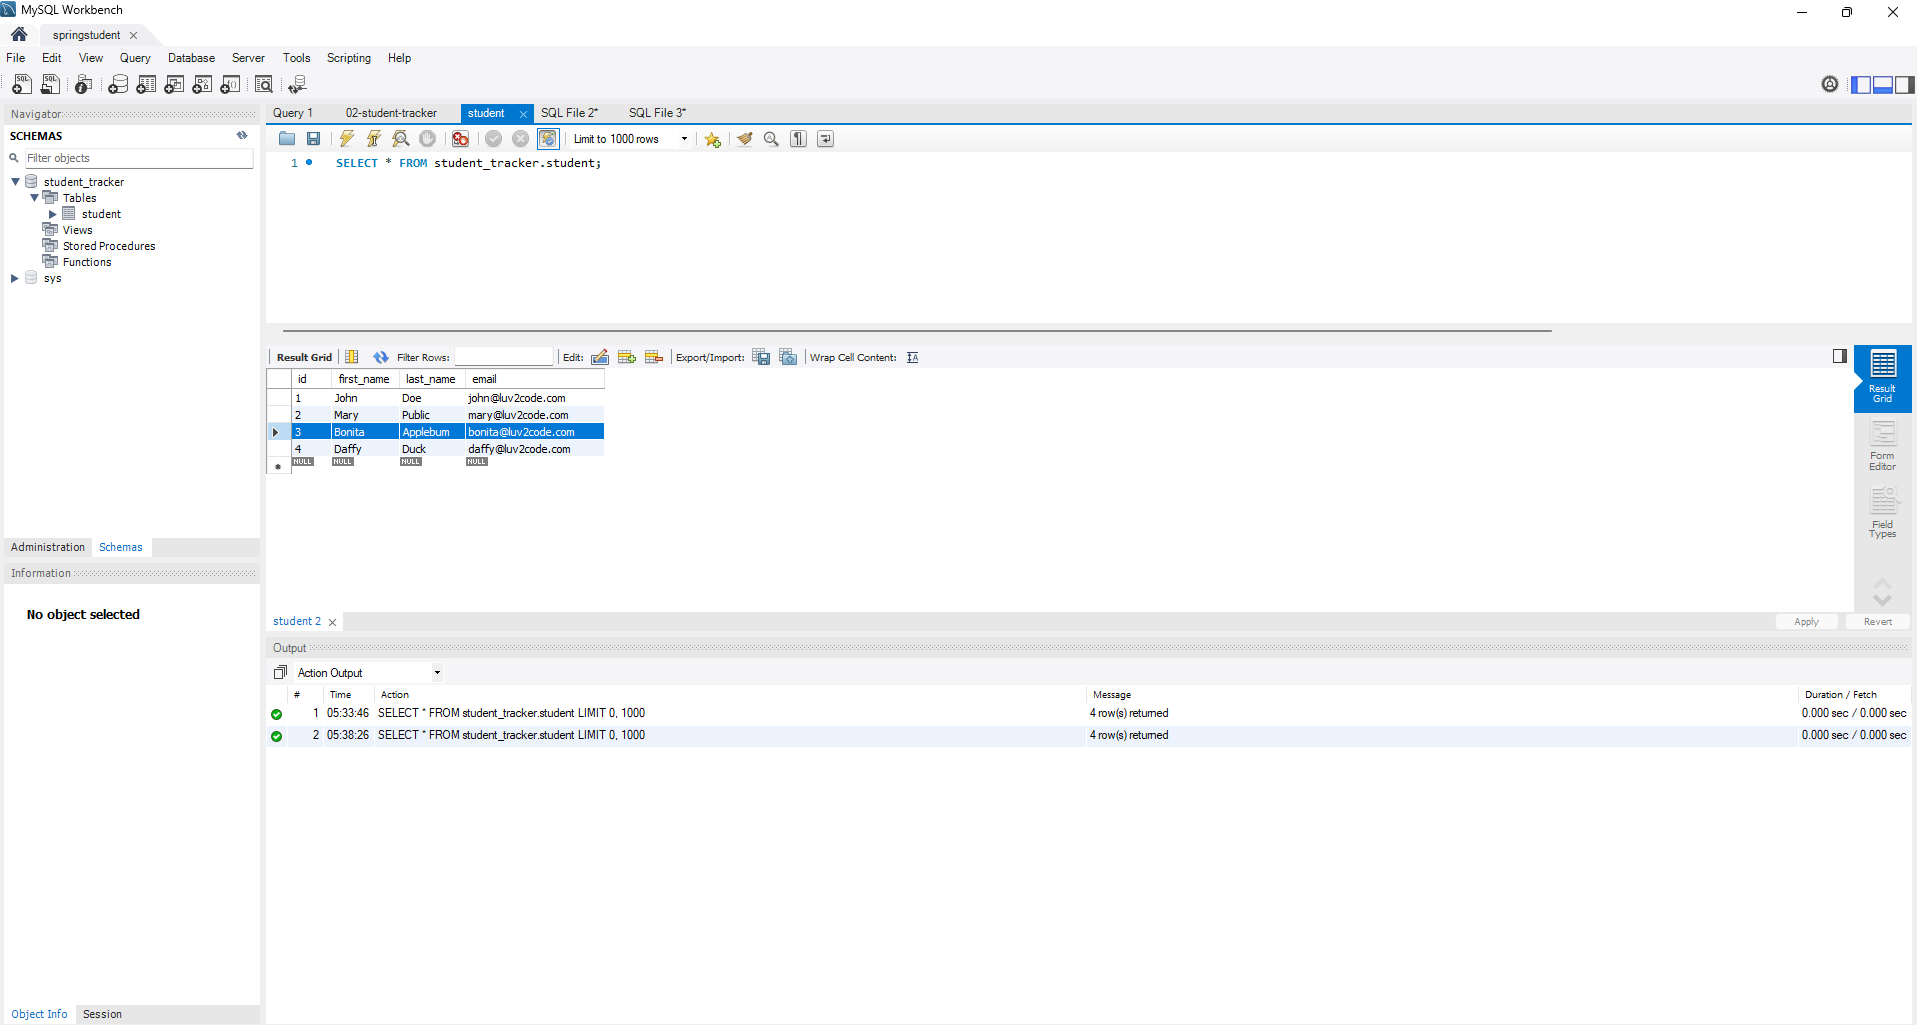 MySQL Workbench
springstudent
File Edit View Query Database Server Tools Scripting Help
Navigator
SCHEMAS
Filter objects
student_tracker
Tables
student
Views
Stored Procedures
Functions
sys
Administration Schemas
Information
No object selected
Object Info Session
Query 1 02-student-tracker student SQL File 2* SQL File 3*
Limit to 1000 rows
1 SELECT * FROM student_tracker.student;
Result Grid Filter Rows: Edit: Export/Import: Wrap Cell Content:
id first_name last_name email
1 John Doe john@luv2code.com
2 Mary Public mary@luv2code.com
3 Bonita Applebum bonita@luv2code.com
4 Daffy Duck daffy@luv2code.com
NULL NULL NULL NULL
Result
Grid
Form
Editor
Field
Types
student 2 Apply Revert
Output
Action Output
# Time Action Message Duration / Fetch
1 05:33:46 SELECT * FROM student_tracker.student LIMIT 0, 1000 4 row(s) returned 0.000 sec / 0.000 sec
2 05:38:26 SELECT * FROM student_tracker.student LIMIT 0, 1000 4 row(s) returned 0.000 sec / 0.000 sec